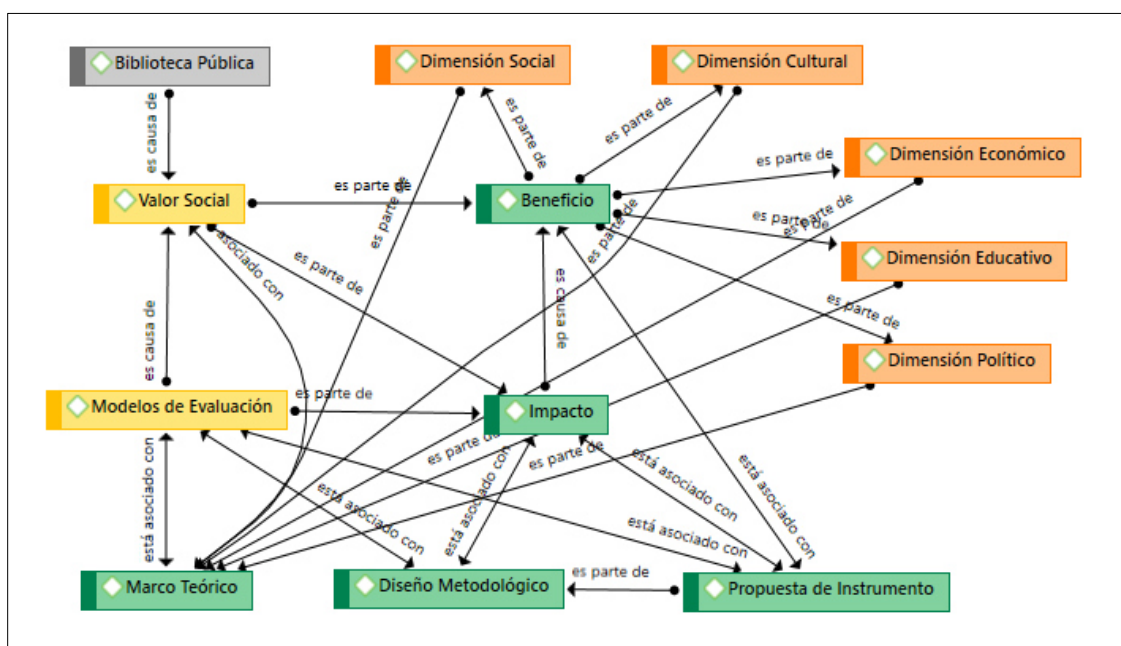 Biblioteca Pública
Dimensión Social
Dimensión Cultural
es causa de
es parte de
es parte de
es parte de
Dimensión Económico
Valor Social
es parte de
Beneficio
es parte de
es parte de
es parte de
es parte de
asociado con
es parte de
Dimensión Educativo
es causa de
es causa de
es parte de
Dimensión Político
Modelos de Evaluación
es parte de
Impacto
es parte de
es parte de
está asociado con
está asociado con
está asociado con
está asociado con
está asociado con
está asociado con
Marco Teórico
Diseño Metodológico
es parte de
Propuesta de Instrumento